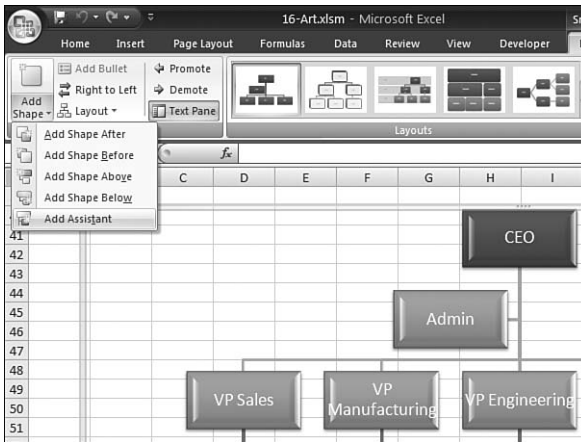 16-Art.xlsm - Microsoft Excel
Home Insert Page Layout Formulas Data Review View Developer
Add Shape
Add Bullet
Right to Left
Layout
Promote
Demote
Text Pane
Layouts
Add Shape After
Add Shape Before
Add Shape Above
Add Shape Below
Add Assistant
fx
C D E F G H I
41
42
43
44
45
46
47
48
49
50
51
CEO
Admin
VP Sales
VP Manufacturing
VP Engineering